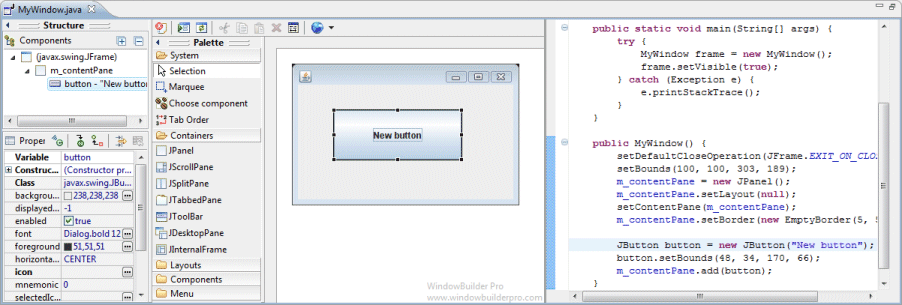 MyWindow.java
Structure
Components
(javax.swingJFrame)
m_contentPane
button - "New button
Proper
Variable button
Construc... (Constructor pr...
Class javax.swingJBu...
backgrou... 238,238,238
displayed... -1
enabled true
font Dialog.bold 12
foreground 51,51,51
horizonta... CENTER
icon
mnemonic 0
selectedIc...
Palette
System
Selection
Marquee
Choose component
Tab Order
Containers
JPanel
JScrollPane
JSplitPane
JTabbedPane
JToolBar
JDesktopPane
JInternalFrame
Layouts
Components
Menu
New button
WindowBuilder Pro
www.windowbuilderpro.com
public static void main(String[] args) {
try {
MyWindow frame = new MyWindow();
frame.setVisible(true);
} catch (Exception e) {
e.printStackTrace();
}
}
public MyWindow() {
setDefaultCloseOperation(JFrame.EXIT_ON_CLO
setBounds(100, 100, 303, 189);
m_contentPane = new JPanel();
m_contentPane.setLayout(null);
setContentPane(m_contentPane);
m_contentPane.setBorder(new EmptyBorder(5, 5
JButton button = new JButton("New button");
button.setBounds(48, 34, 170, 66);
m_contentPane.add(button);
}